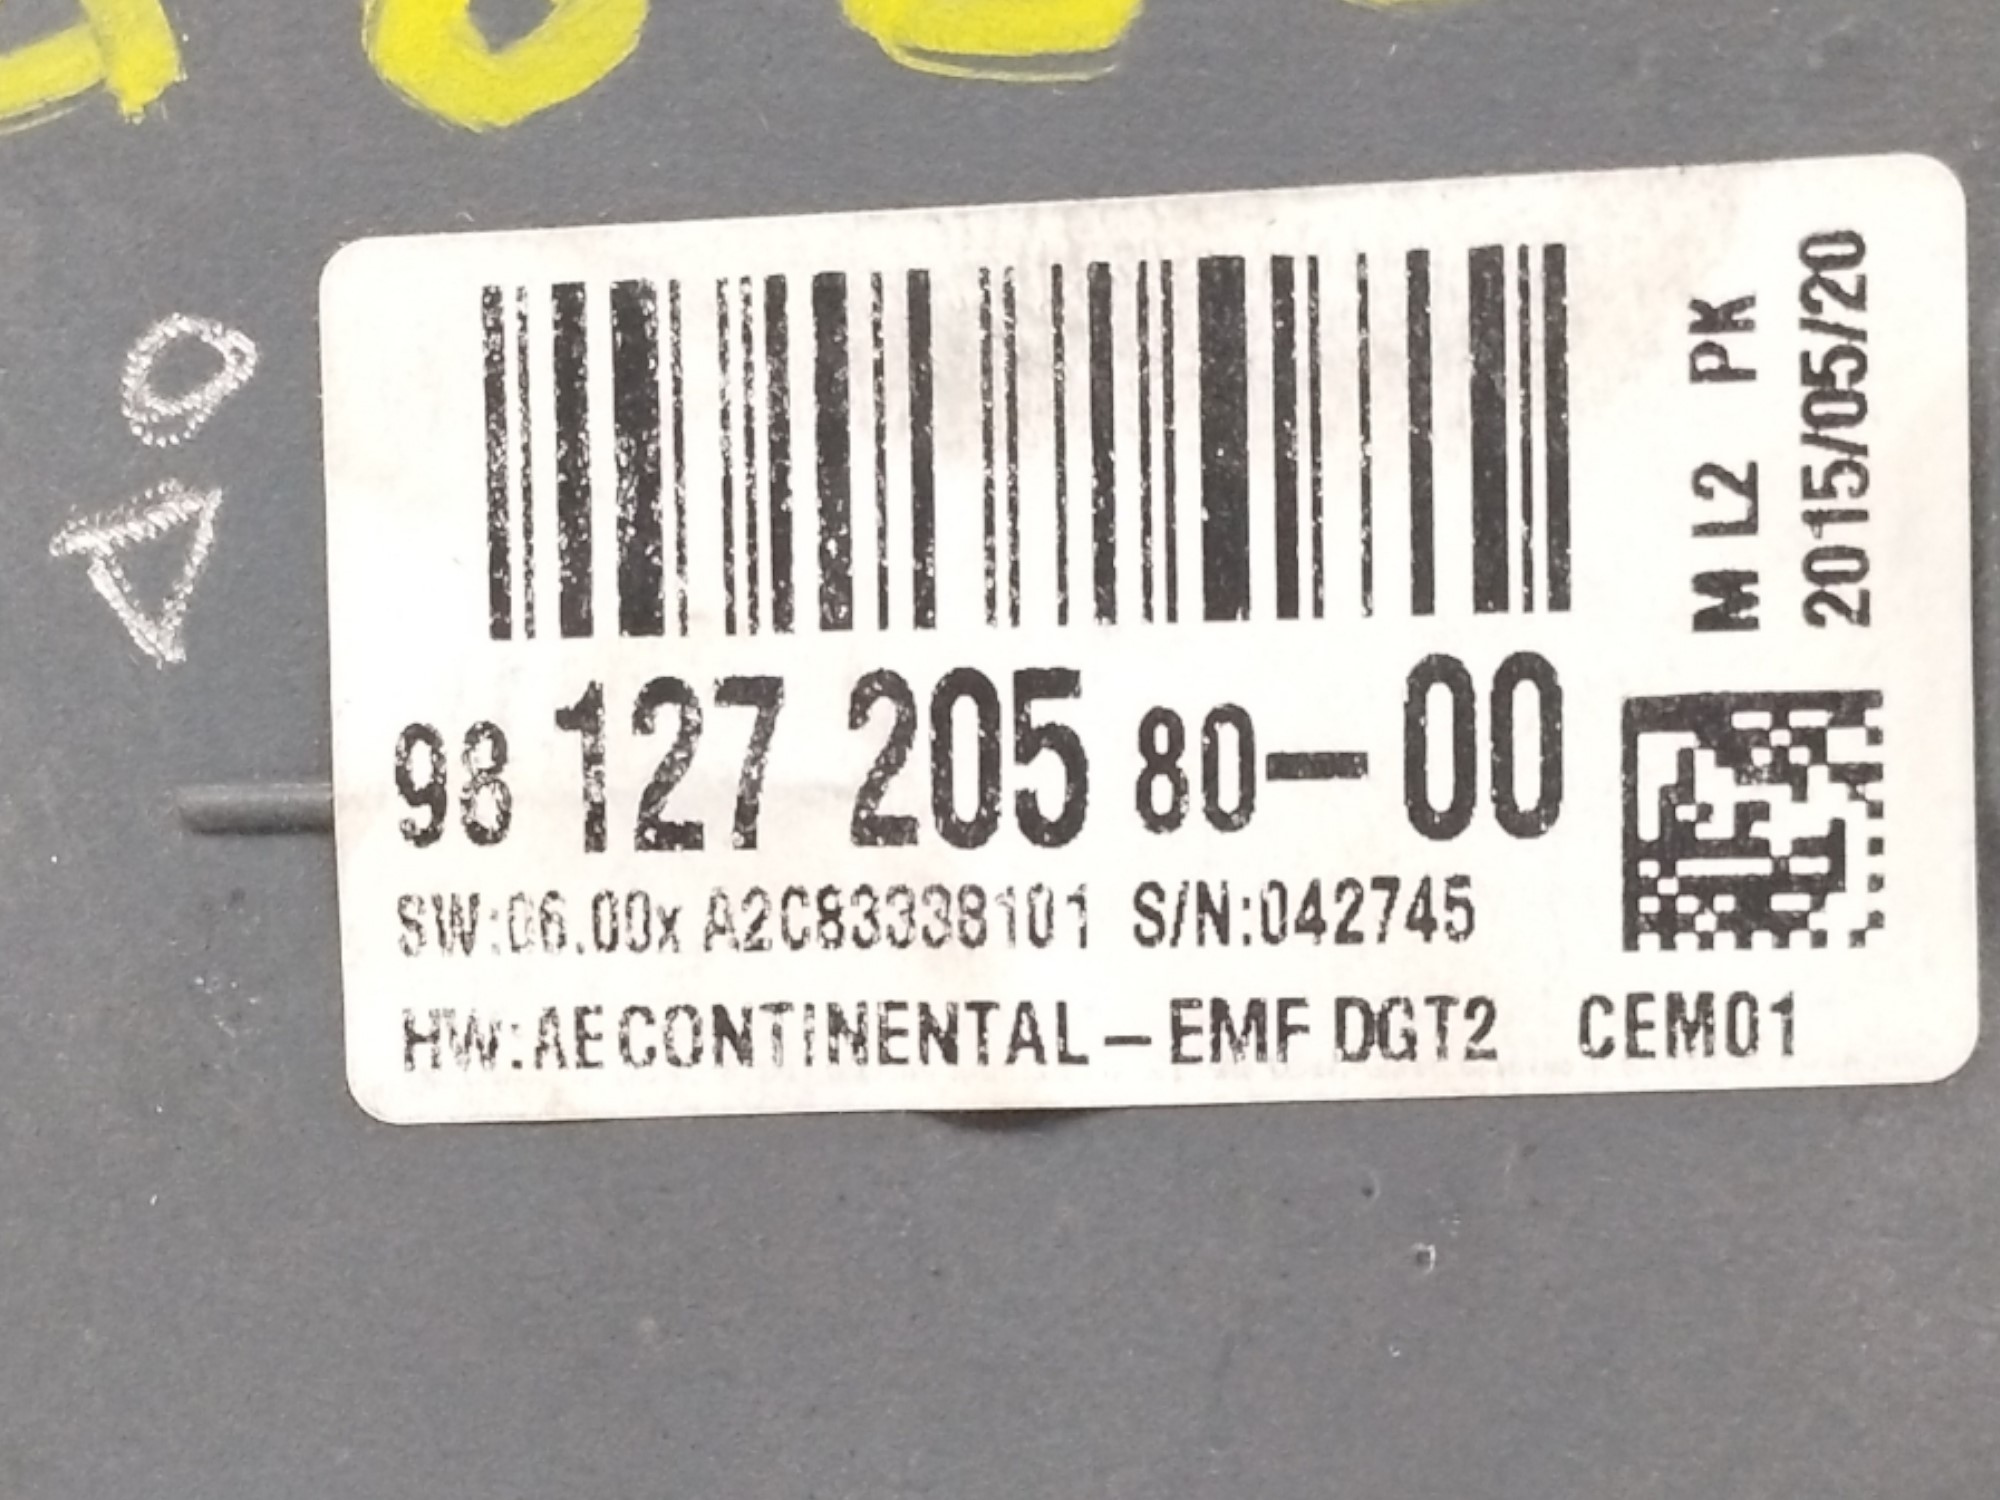 98 127 205 80-00
SW:06.00x A2C83338101 S/N:042745
HW:AECONTINENTAL-EMF DGT2 CEM01
M L2 PK
2015/05/20